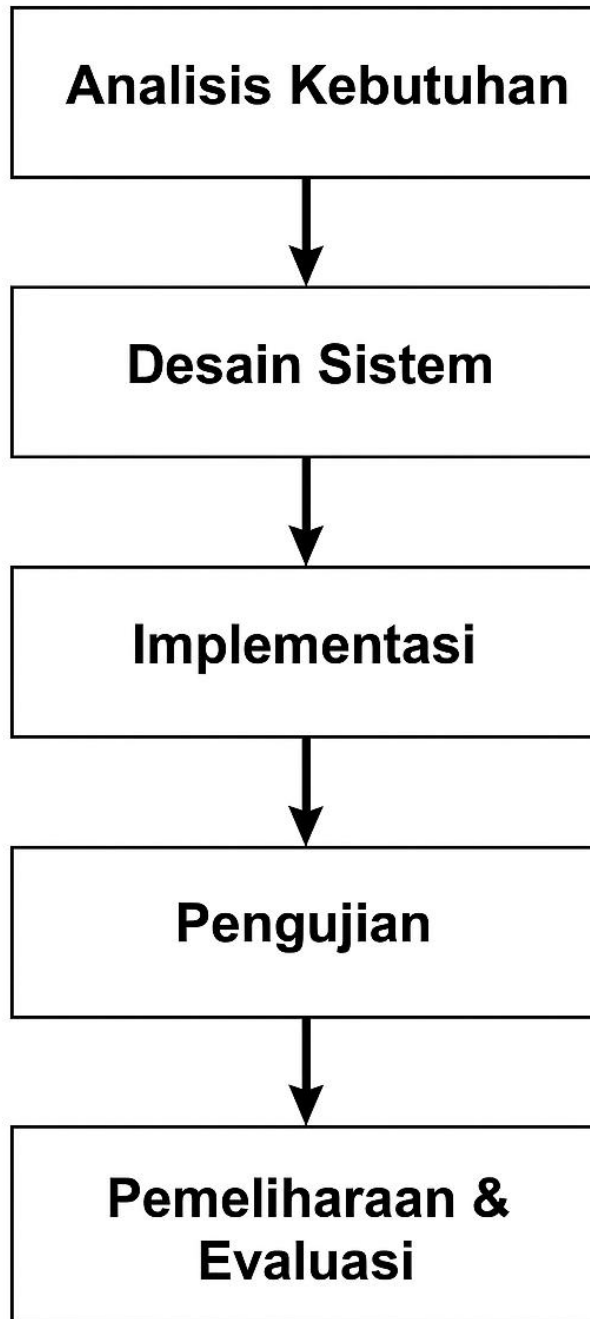 Analisis Kebutuhan
Desain Sistem
Implementasi
Pengujian
Pemeliharaan &
Evaluasi